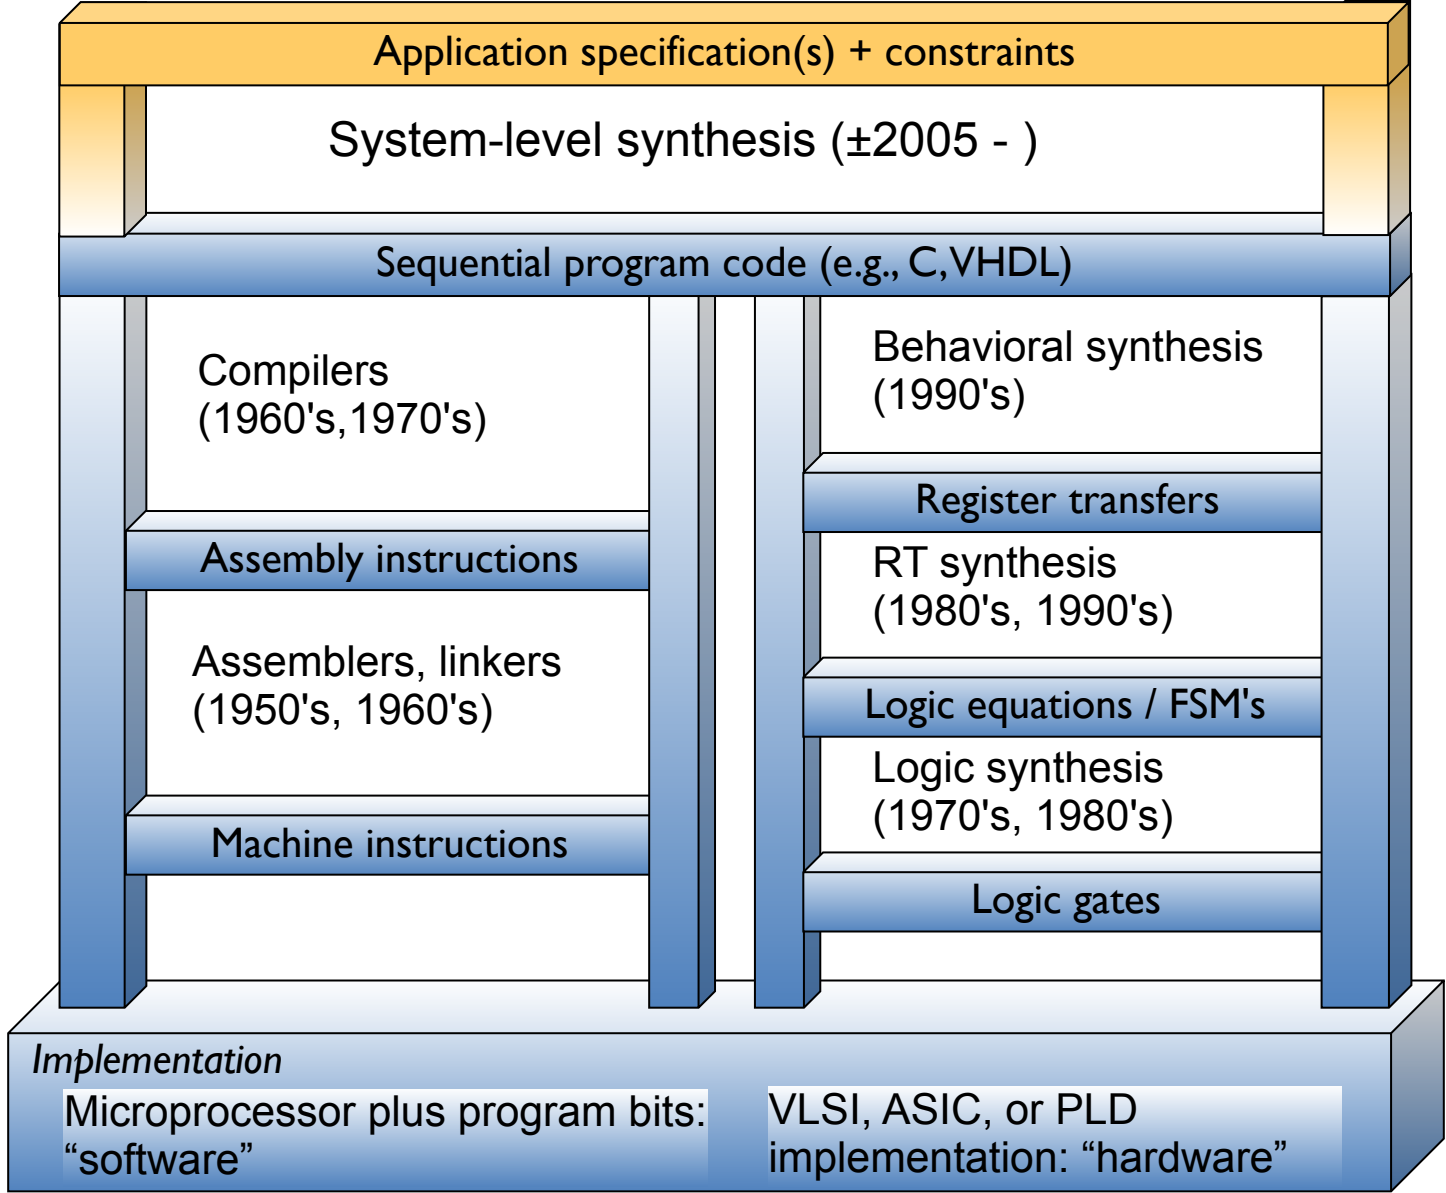 Application specification(s) + constraints
System-level synthesis (±2005 - )
Sequential program code (e.g., C, VHDL)
Compilers
(1960's,1970's)
Assembly instructions
Assemblers, linkers
(1950's, 1960's)
Machine instructions
Behavioral synthesis
(1990's)
Register transfers
RT synthesis
(1980's, 1990's)
Logic equations / FSM's
Logic synthesis
(1970's, 1980's)
Logic gates
Implementation
Microprocessor plus program bits:
“software”
VLSI, ASIC, or PLD
implementation: “hardware”